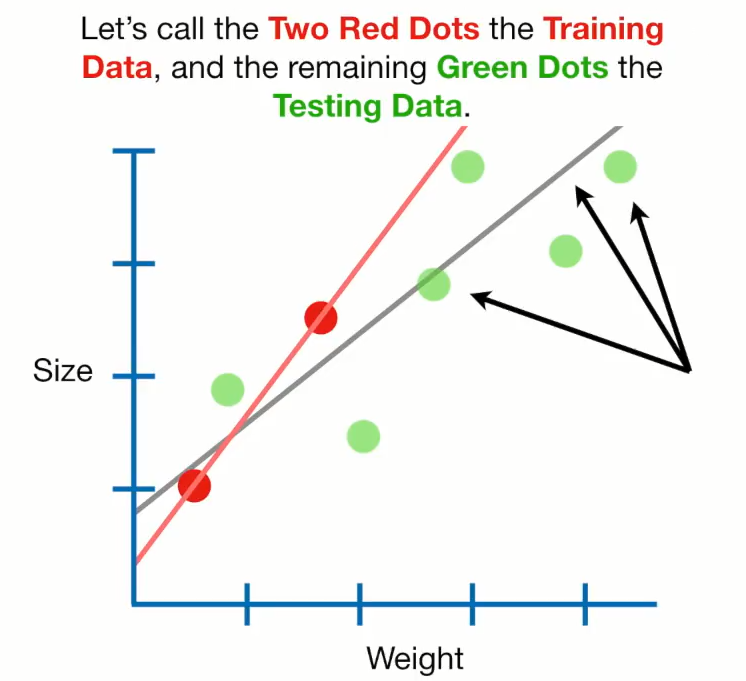 Let’s call the Two Red Dots the Training
Data, and the remaining Green Dots the
Testing Data.
Size
Weight